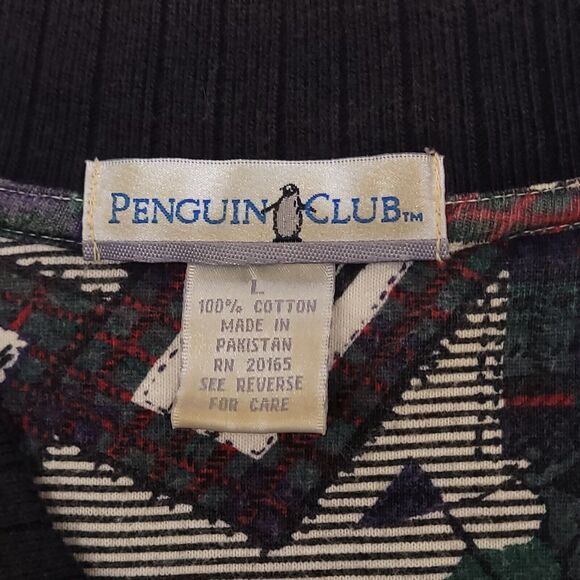 PENGUIN CLUB™
L
100% COTTON
MADE IN
PAKISTAN
RN 20165
SEE REVERSE
FOR CARE